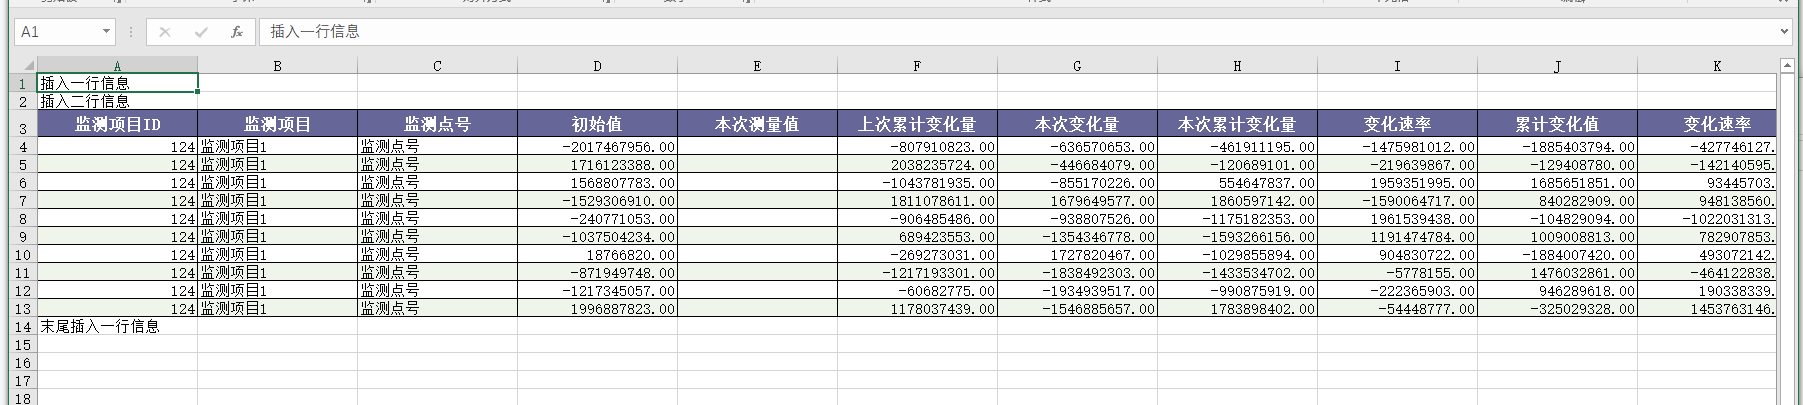 A1 fx 插入一行信息
A B C D E F G H I J K
1 插入一行信息
2 插入二行信息
3 监测项目ID 监测项目 监测点号 初始值 本次测量值 上次累计变化量 本次变化量 本次累计变化量 变化速率 累计变化值 变化速率
4 124 监测项目1 监测点号 -2017467956.00 -807910823.00 -636570653.00 -461911195.00 -1475981012.00 -1885403794.00 -427746127.
5 124 监测项目1 监测点号 1716123388.00 2038235724.00 -446684079.00 -120689101.00 -219639867.00 -129408780.00 -142140595.
6 124 监测项目1 监测点号 1568807783.00 -1043781935.00 -855170226.00 554647837.00 1959351995.00 1685651851.00 93445703.
7 124 监测项目1 监测点号 -1529306910.00 1811078611.00 1679649577.00 1860597142.00 -1590064717.00 840282909.00 948138560.
8 124 监测项目1 监测点号 -240771053.00 -906485486.00 -938807526.00 -1175182353.00 1961539438.00 -104829094.00 -1022031313.
9 124 监测项目1 监测点号 -1037504234.00 689423553.00 -1354346778.00 -1593266156.00 1191474784.00 1009008813.00 782907853.
10 124 监测项目1 监测点号 18766820.00 -269273031.00 1727820467.00 -1029855894.00 904830722.00 -1884007420.00 493072142.
11 124 监测项目1 监测点号 -871949748.00 -1217193301.00 -1838492303.00 -1433534702.00 -5778155.00 1476032861.00 -464122838.
12 124 监测项目1 监测点号 -1217345057.00 -60682775.00 -1934939517.00 -990875919.00 -222365903.00 946289618.00 190338339.
13 124 监测项目1 监测点号 1996887823.00 1178037439.00 -1546885657.00 1783898402.00 -54448777.00 -325029328.00 1453763146.
14 末尾插入一行信息
15
16
17
18